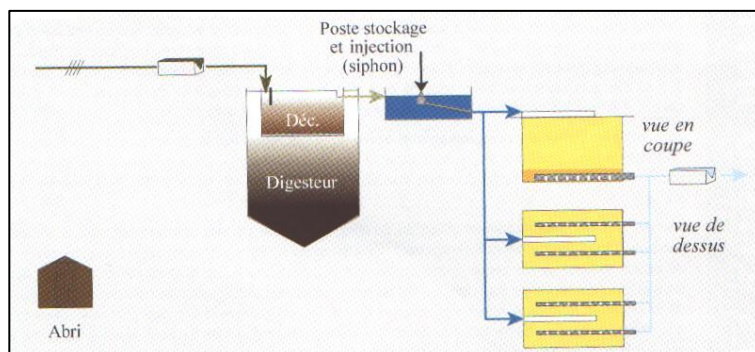 Poste stockage
et injection
(siphon)
Déc.
Digesteur
vue en
coupe
vue de
dessus
Abri